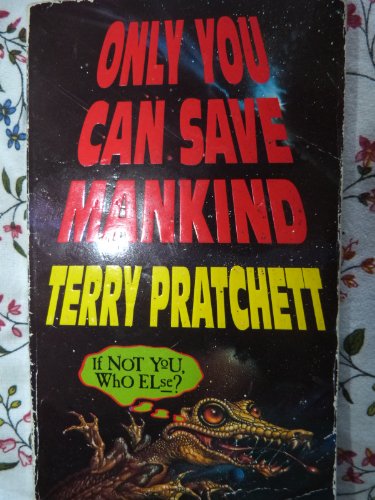 ONLY YOU
CAN SAVE
MANKIND
TERRY PRATCHETT
If NOT YoU,
WhO ELse?